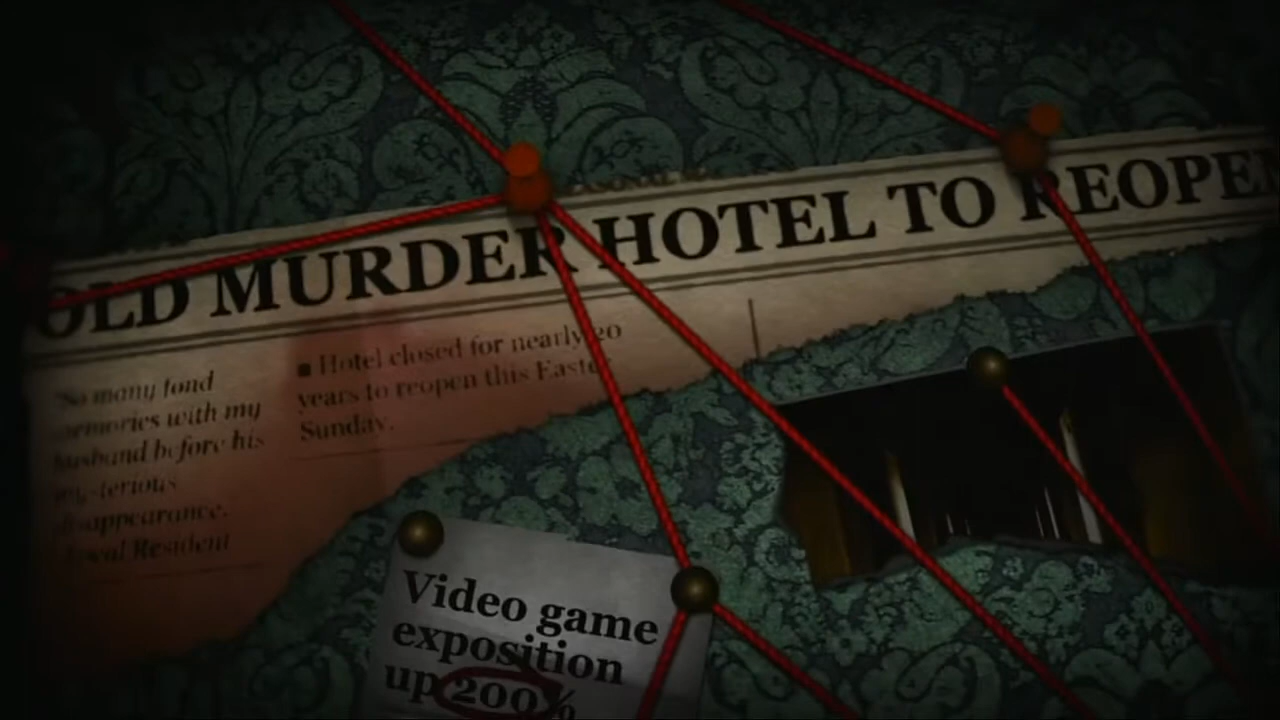 OLD MURDER HOTEL TO REOPEN
"So many fond
memories with my
husband before his
mysterious
disappearance.
Local Resident
■ Hotel closed for nearly 20
years to reopen this Easter
Sunday.
Video game
exposition
up 200%